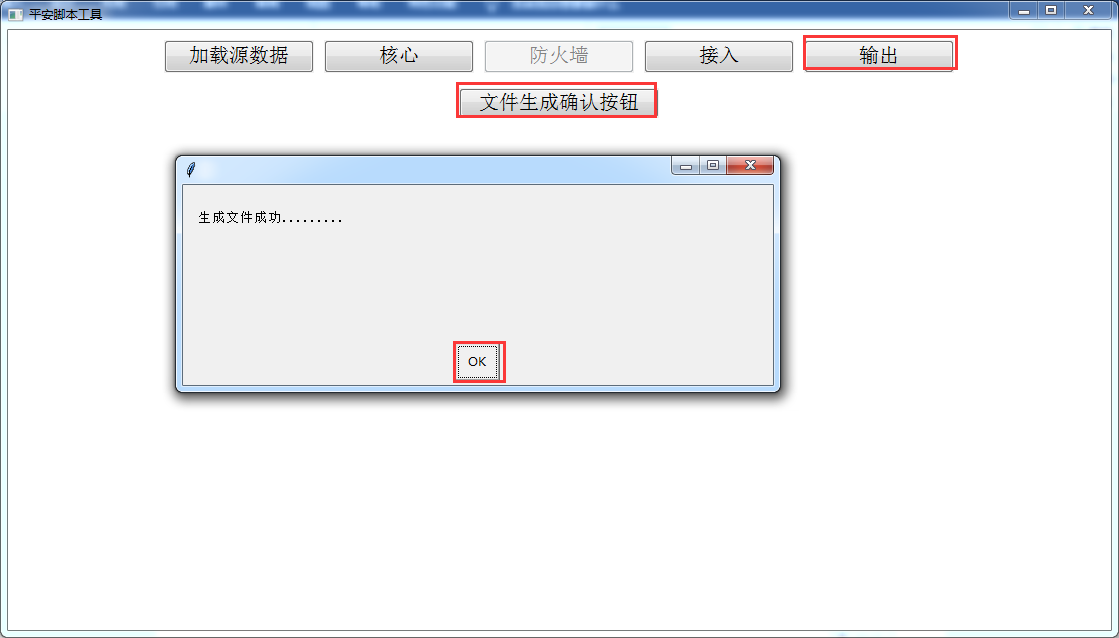 平安脚本工具
加载源数据 核心 防火墙 接入 输出
文件生成确认按钮
生成文件成功.........
OK